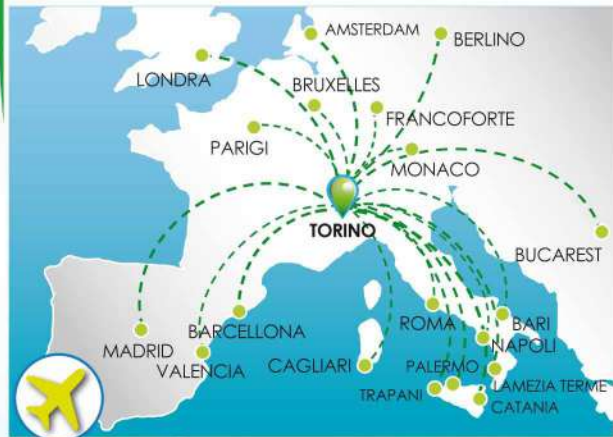 AMSTERDAM
BERLINO
LONDRA
BRUXELLES
FRANCOFORTE
PARIGI
MONACO
TORINO
BUCAREST
MADRID
BARCELLONA
VALENCIA
CAGLIARI
ROMA
BARI
NAPOLI
PALERMO
TRAPANI
LAMEZIA TERME
CATANIA